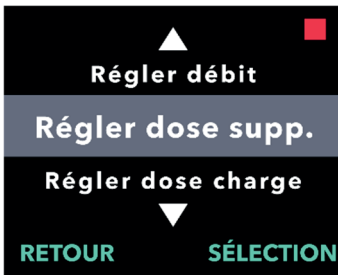 Régler débit
Régler dose supp.
Régler dose charge
RETOUR SÉLECTION